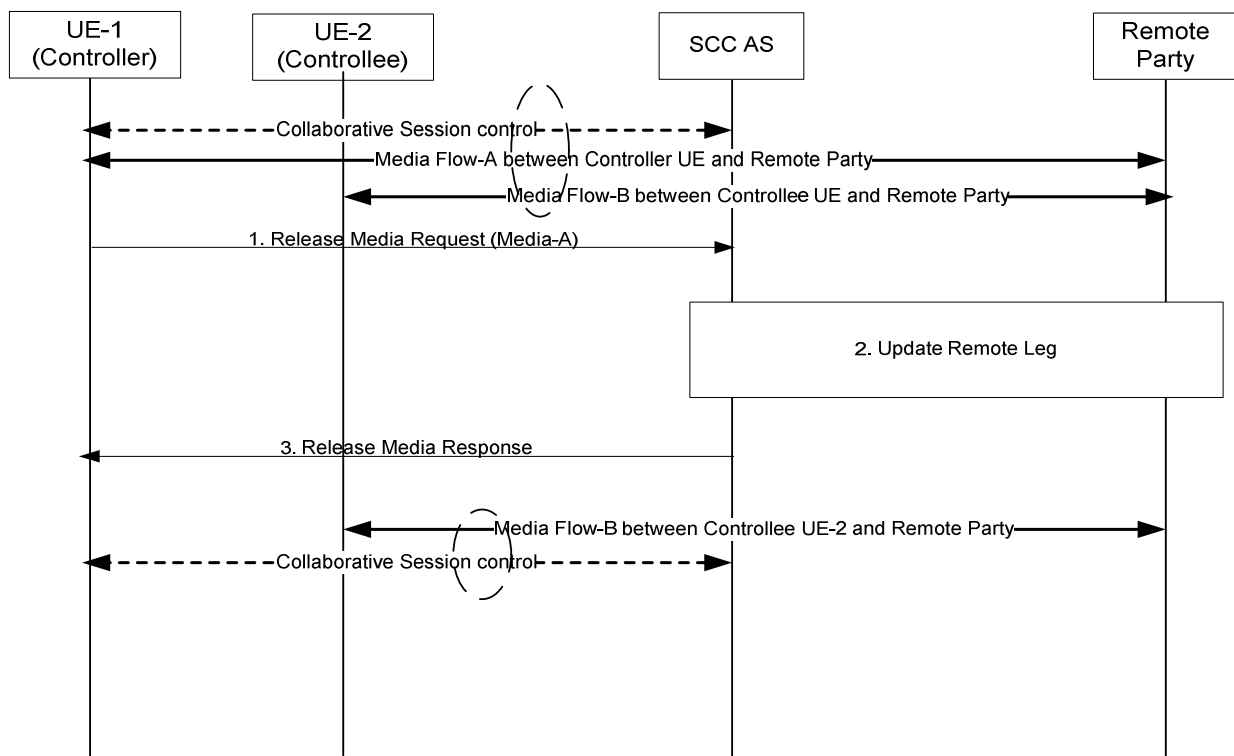 UE-1
(Controller)
UE-2
(Controllee)
SCC AS
Remote
Party
Collaborative Session control
Media Flow-A between Controller UE and Remote Party
Media Flow-B between Controllee UE and Remote Party
1. Release Media Request (Media-A)
2. Update Remote Leg
3. Release Media Response
Media Flow-B between Controllee UE-2 and Remote Party
Collaborative Session control